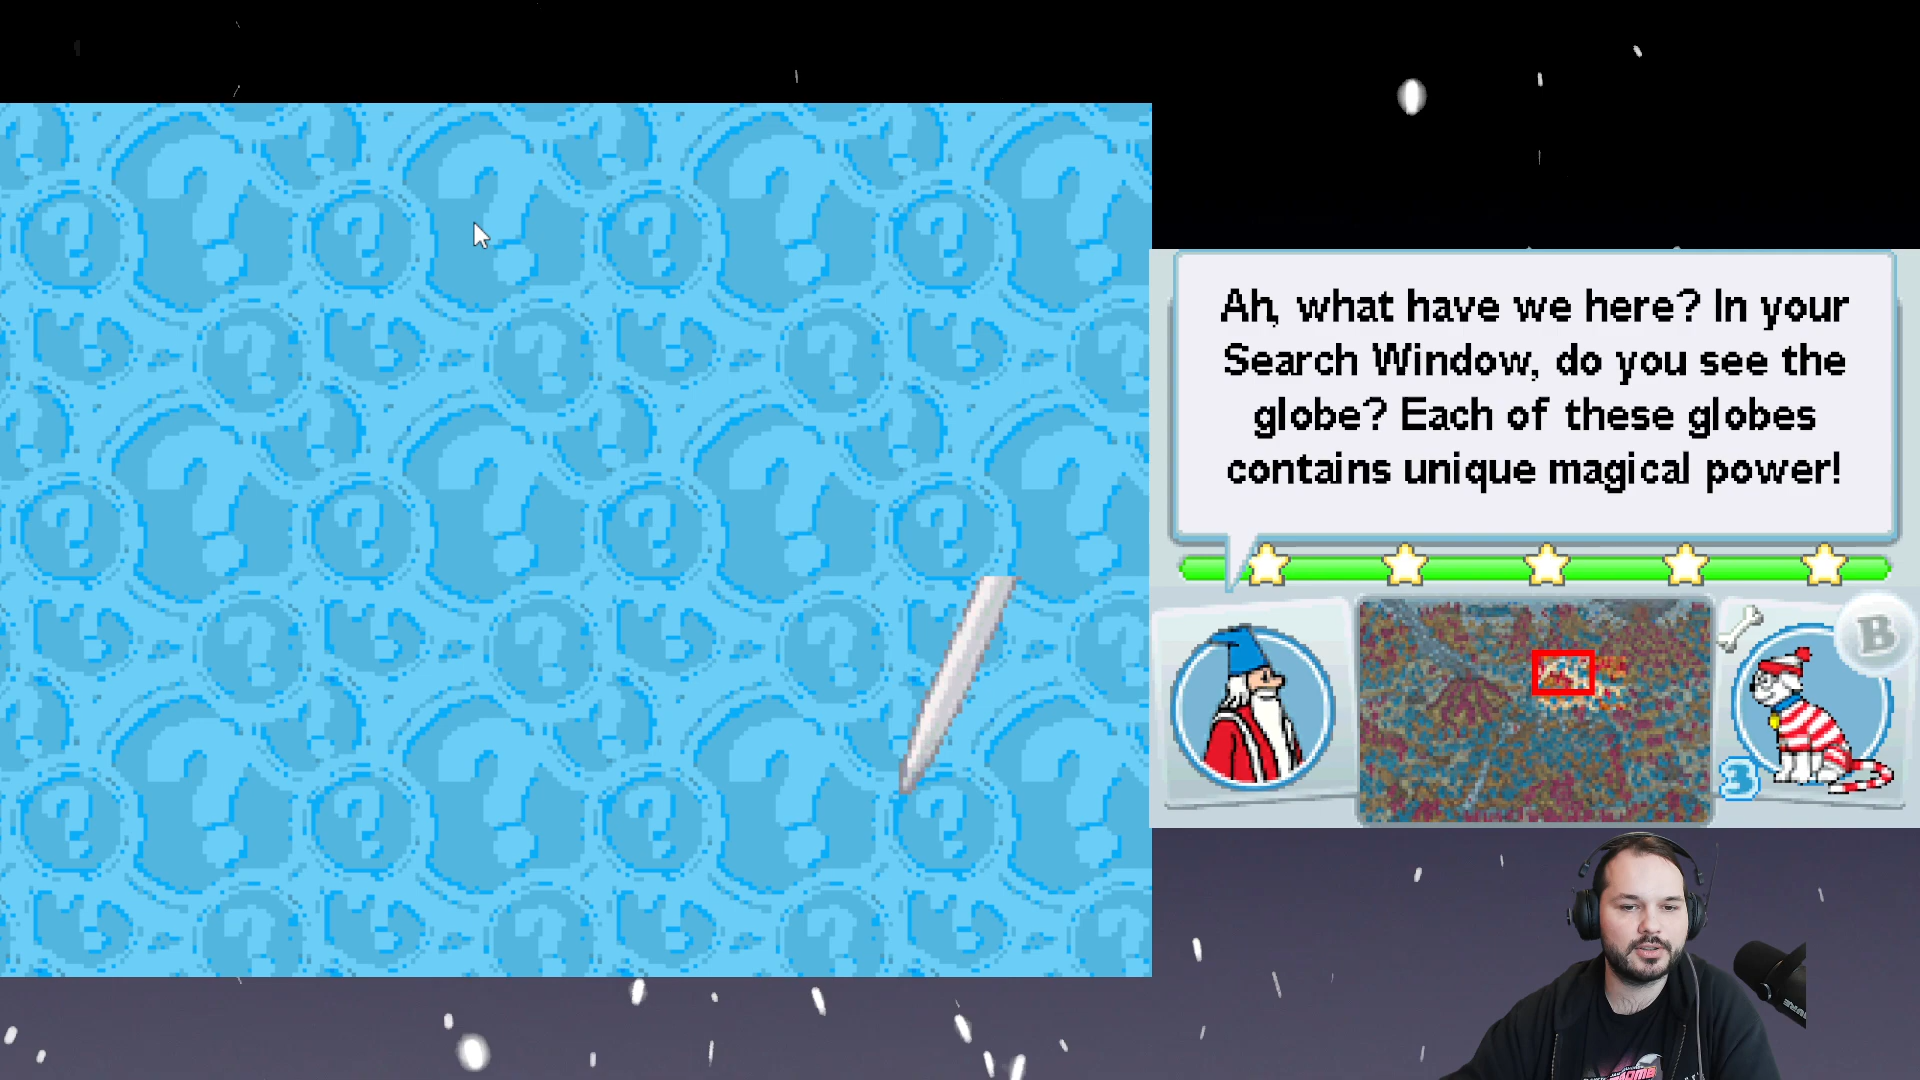 Ah, what have we here? In your
Search Window, do you see the
globe? Each of these globes
contains unique magical power!
B
3